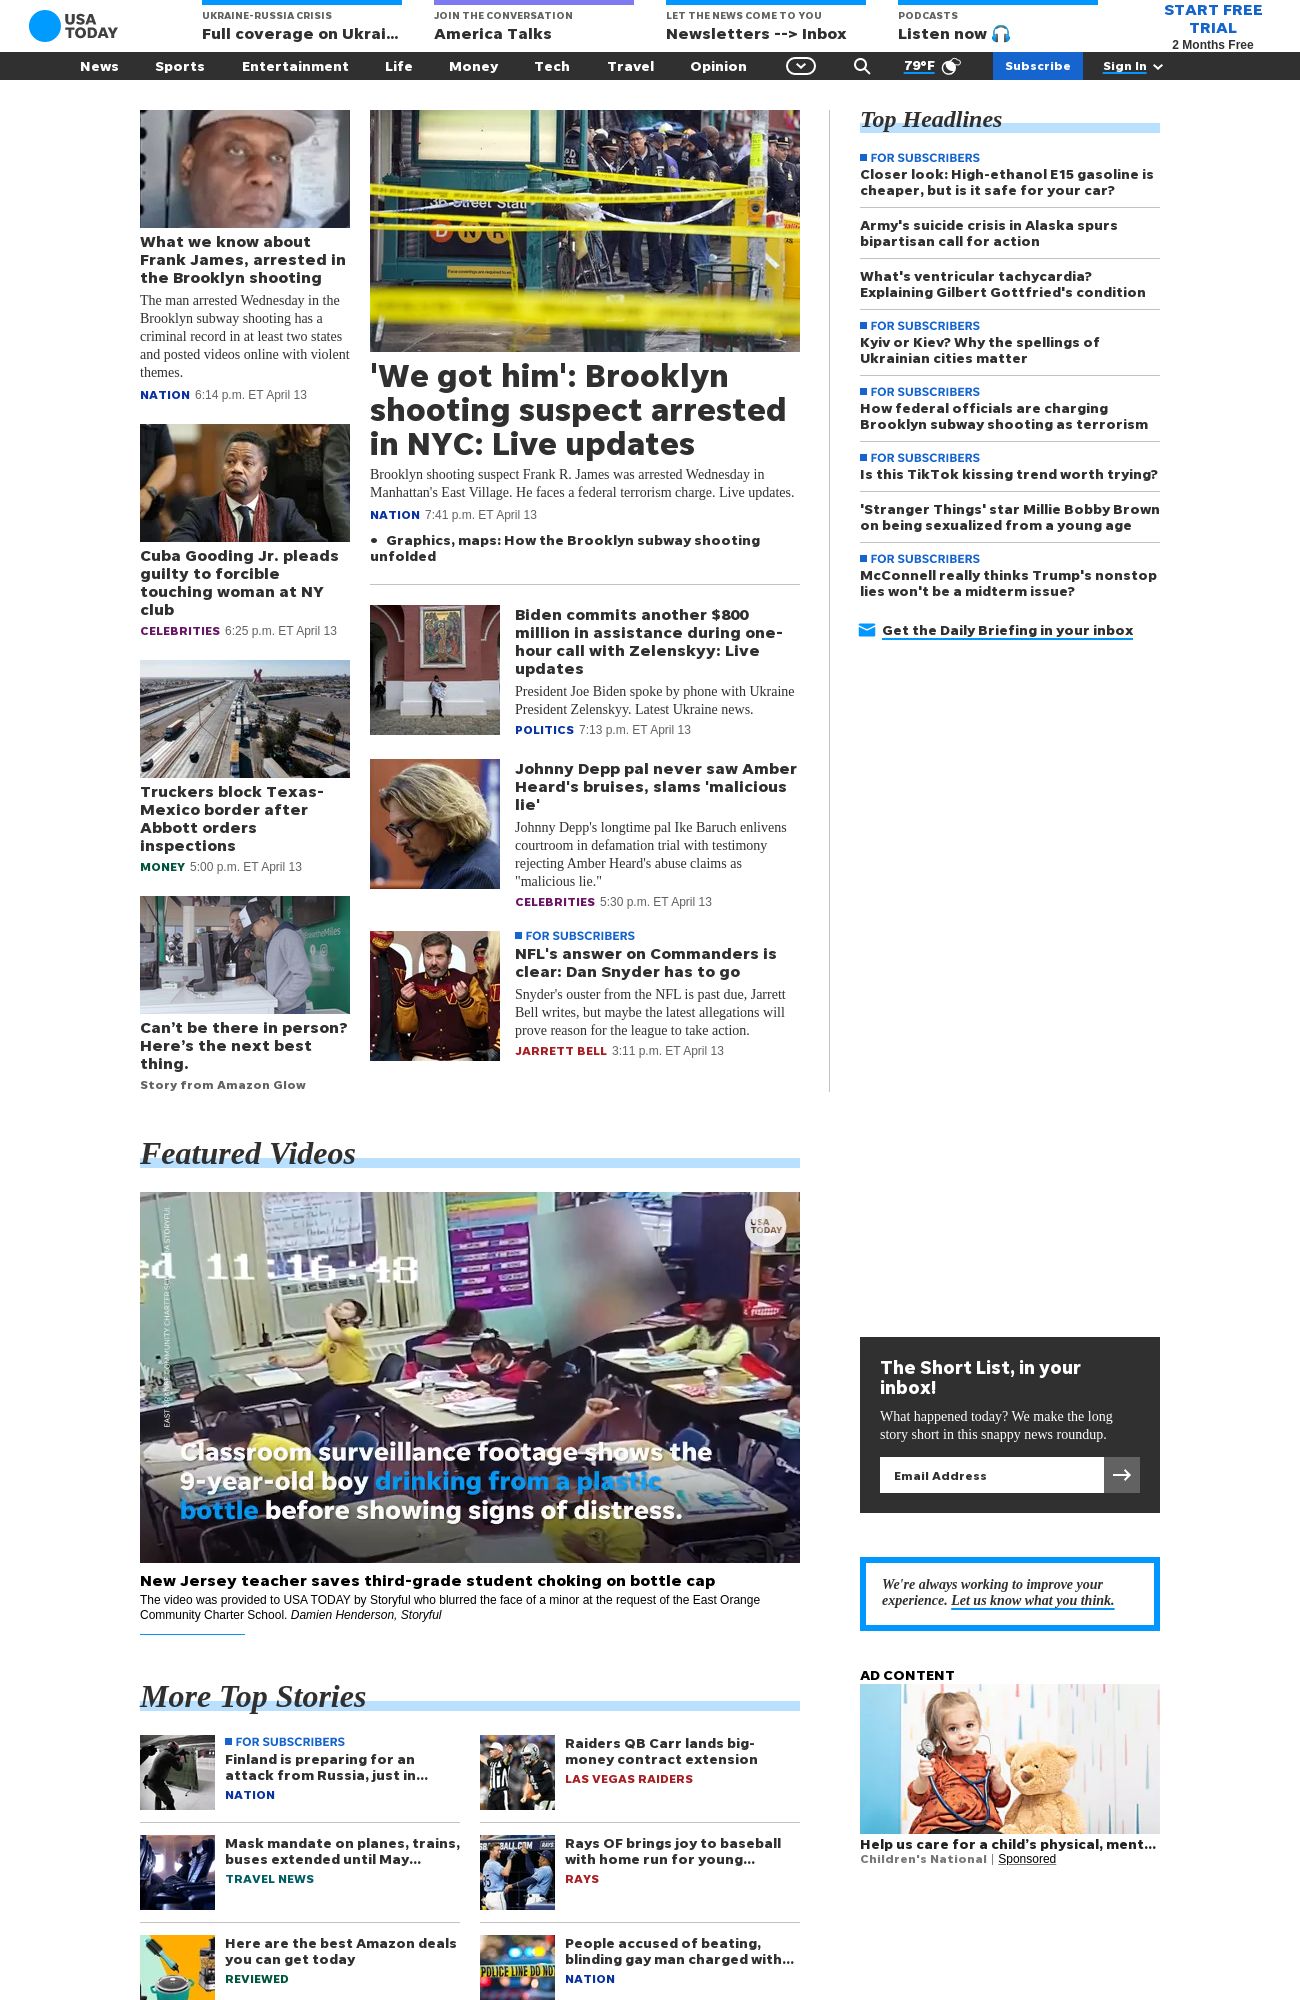 USA
TODAY
UKRAINE-RUSSIA CRISIS
Full coverage on Ukrai...
JOIN THE CONVERSATION
America Talks
LET THE NEWS COME TO YOU
Newsletters --> Inbox
PODCASTS
Listen now 🎧
START FREE
TRIAL
2 Months Free
News
Sports
Entertainment
Life
Money
Tech
Travel
Opinion
79°F
Subscribe
Sign In
What we know about
Frank James, arrested in
the Brooklyn shooting
The man arrested Wednesday in the
Brooklyn subway shooting has a
criminal record in at least two states
and posted videos online with violent
themes.
NATION 6:14 p.m. ET April 13
Cuba Gooding Jr. pleads
guilty to forcible
touching woman at NY
club
CELEBRITIES 6:25 p.m. ET April 13
Truckers block Texas-
Mexico border after
Abbott orders
inspections
MONEY 5:00 p.m. ET April 13
Can’t be there in person?
Here’s the next best
thing.
Story from Amazon Glow
36 Street Stati
D N R
'We got him': Brooklyn
shooting suspect arrested
in NYC: Live updates
Brooklyn shooting suspect Frank R. James was arrested Wednesday in
Manhattan's East Village. He faces a federal terrorism charge. Live updates.
NATION 7:41 p.m. ET April 13
• Graphics, maps: How the Brooklyn subway shooting
unfolded
Biden commits another $800
million in assistance during one-
hour call with Zelenskyy: Live
updates
President Joe Biden spoke by phone with Ukraine
President Zelenskyy. Latest Ukraine news.
POLITICS 7:13 p.m. ET April 13
Johnny Depp pal never saw Amber
Heard's bruises, slams 'malicious
lie'
Johnny Depp's longtime pal Ike Baruch enlivens
courtroom in defamation trial with testimony
rejecting Amber Heard's abuse claims as
"malicious lie."
CELEBRITIES 5:30 p.m. ET April 13
FOR SUBSCRIBERS
NFL's answer on Commanders is
clear: Dan Snyder has to go
Snyder's ouster from the NFL is past due, Jarrett
Bell writes, but maybe the latest allegations will
prove reason for the league to take action.
JARRETT BELL 3:11 p.m. ET April 13
Top Headlines
FOR SUBSCRIBERS
Closer look: High-ethanol E15 gasoline is
cheaper, but is it safe for your car?
Army's suicide crisis in Alaska spurs
bipartisan call for action
What's ventricular tachycardia?
Explaining Gilbert Gottfried's condition
FOR SUBSCRIBERS
Kyiv or Kiev? Why the spellings of
Ukrainian cities matter
FOR SUBSCRIBERS
How federal officials are charging
Brooklyn subway shooting as terrorism
FOR SUBSCRIBERS
Is this TikTok kissing trend worth trying?
'Stranger Things' star Millie Bobby Brown
on being sexualized from a young age
FOR SUBSCRIBERS
McConnell really thinks Trump's nonstop
lies won't be a midterm issue?
Get the Daily Briefing in your inbox
Featured Videos
USA
TODAY
ed 11:16:48
Classroom surveillance footage shows the
9-year-old boy drinking from a plastic
bottle before showing signs of distress.
New Jersey teacher saves third-grade student choking on bottle cap
The video was provided to USA TODAY by Storyful who blurred the face of a minor at the request of the East Orange
Community Charter School. Damien Henderson, Storyful
The Short List, in your
inbox!
What happened today? We make the long
story short in this snappy news roundup.
Email Address
We're always working to improve your
experience. Let us know what you think.
AD CONTENT
Help us care for a child’s physical, ment...
Children's National | Sponsored
More Top Stories
FOR SUBSCRIBERS
Finland is preparing for an
attack from Russia, just in...
NATION
Raiders QB Carr lands big-
money contract extension
LAS VEGAS RAIDERS
Mask mandate on planes, trains,
buses extended until May...
TRAVEL NEWS
Rays OF brings joy to baseball
with home run for young...
RAYS
Here are the best Amazon deals
you can get today
REVIEWED
POLICE LINE DO NOT
People accused of beating,
blinding gay man charged with...
NATION